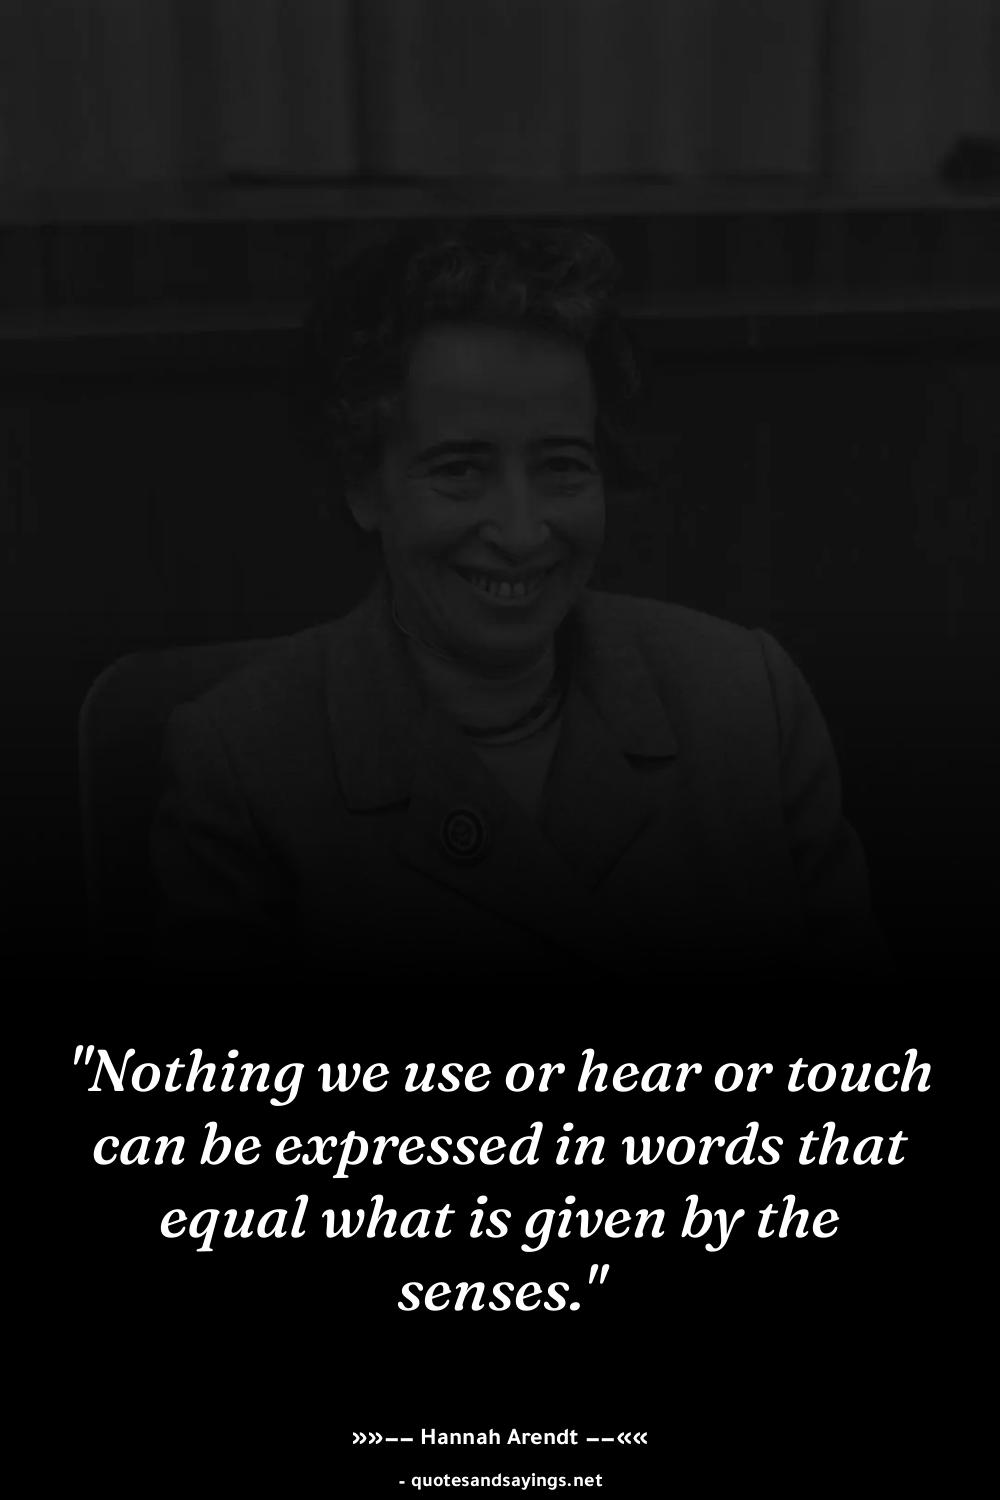 "Nothing we use or hear or touch
can be expressed in words that
equal what is given by the
senses."
»»–– Hannah Arendt ––««
- quotesandsayings.net